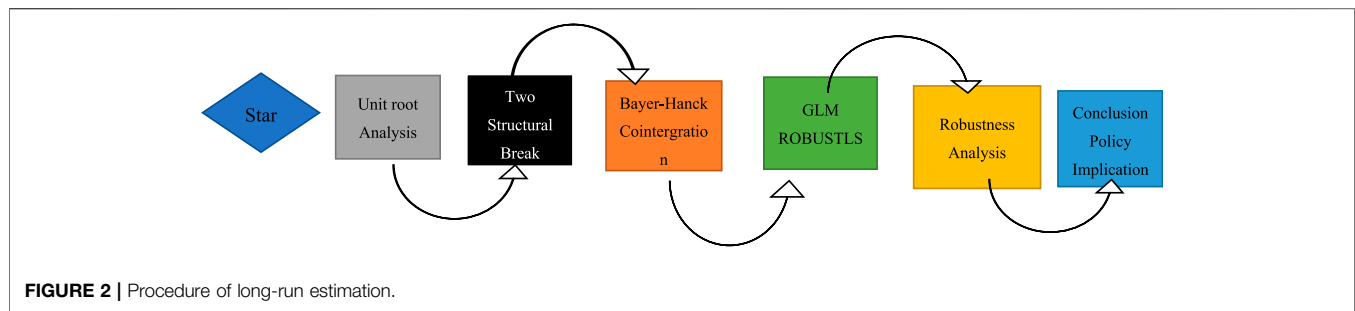 Star
Unit root
Analysis
Two
Structural
Break
Bayer-Hanck
Cointergratio
n
GLM
ROBUSTLS
Robustness
Analysis
Conclusion
Policy
Implication
FIGURE 2 | Procedure of long-run estimation.